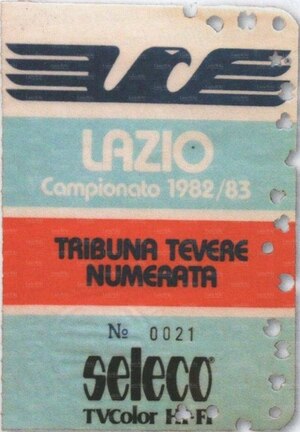 LAZIO
Campionato 1982/83
TRIBUNA TEVERE
NUMERATA
Nº 0021
seleco®
TVColor Hi-Fi